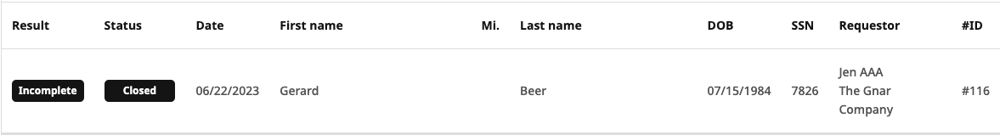 Result Status Date First name Mi. Last name DOB SSN Requestor #ID
Incomplete Closed 06/22/2023 Gerard Beer 07/15/1984 7826 Jen AAA #116
The Gnar
Company